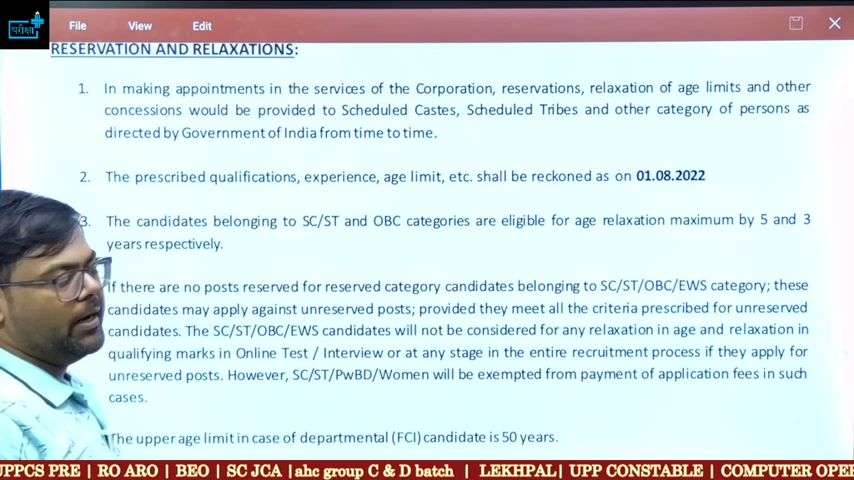 परीक्षा
File View Edit
RESERVATION AND RELAXATIONS:
1. In making appointments in the services of the Corporation, reservations, relaxation of age limits and other
concessions would be provided to Scheduled Castes, Scheduled Tribes and other category of persons as
directed by Government of India from time to time.
2. The prescribed qualifications, experience, age limit, etc. shall be reckoned as on 01.08.2022
3. The candidates belonging to SC/ST and OBC categories are eligible for age relaxation maximum by 5 and 3
years respectively.
If there are no posts reserved for reserved category candidates belonging to SC/ST/OBC/EWS category; these
candidates may apply against unreserved posts; provided they meet all the criteria prescribed for unreserved
candidates. The SC/ST/OBC/EWS candidates will not be considered for any relaxation in age and relaxation in
qualifying marks in Online Test / Interview or at any stage in the entire recruitment process if they apply for
unreserved posts. However, SC/ST/PwBD/Women will be exempted from payment of application fees in such
cases.
The upper age limit in case of departmental (FCI) candidate is 50 years.
UPPCS PRE | RO ARO | BEO | SC JCA |ahc group C & D batch | LEKHPAL| UPP CONSTABLE | COMPUTER OPE